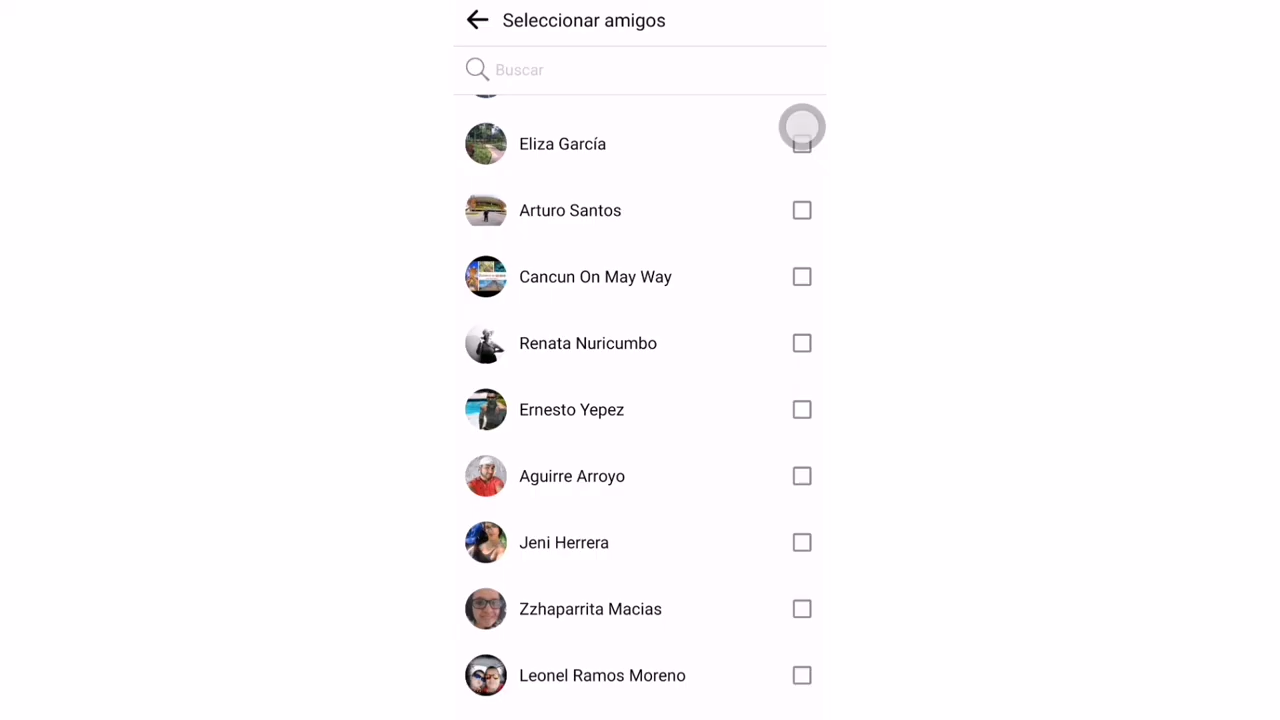 Seleccionar amigos
Buscar
Eliza García
Arturo Santos
Cancun On May Way
Renata Nuricumbo
Ernesto Yepez
Aguirre Arroyo
Jeni Herrera
Zzhaparrita Macias
Leonel Ramos Moreno